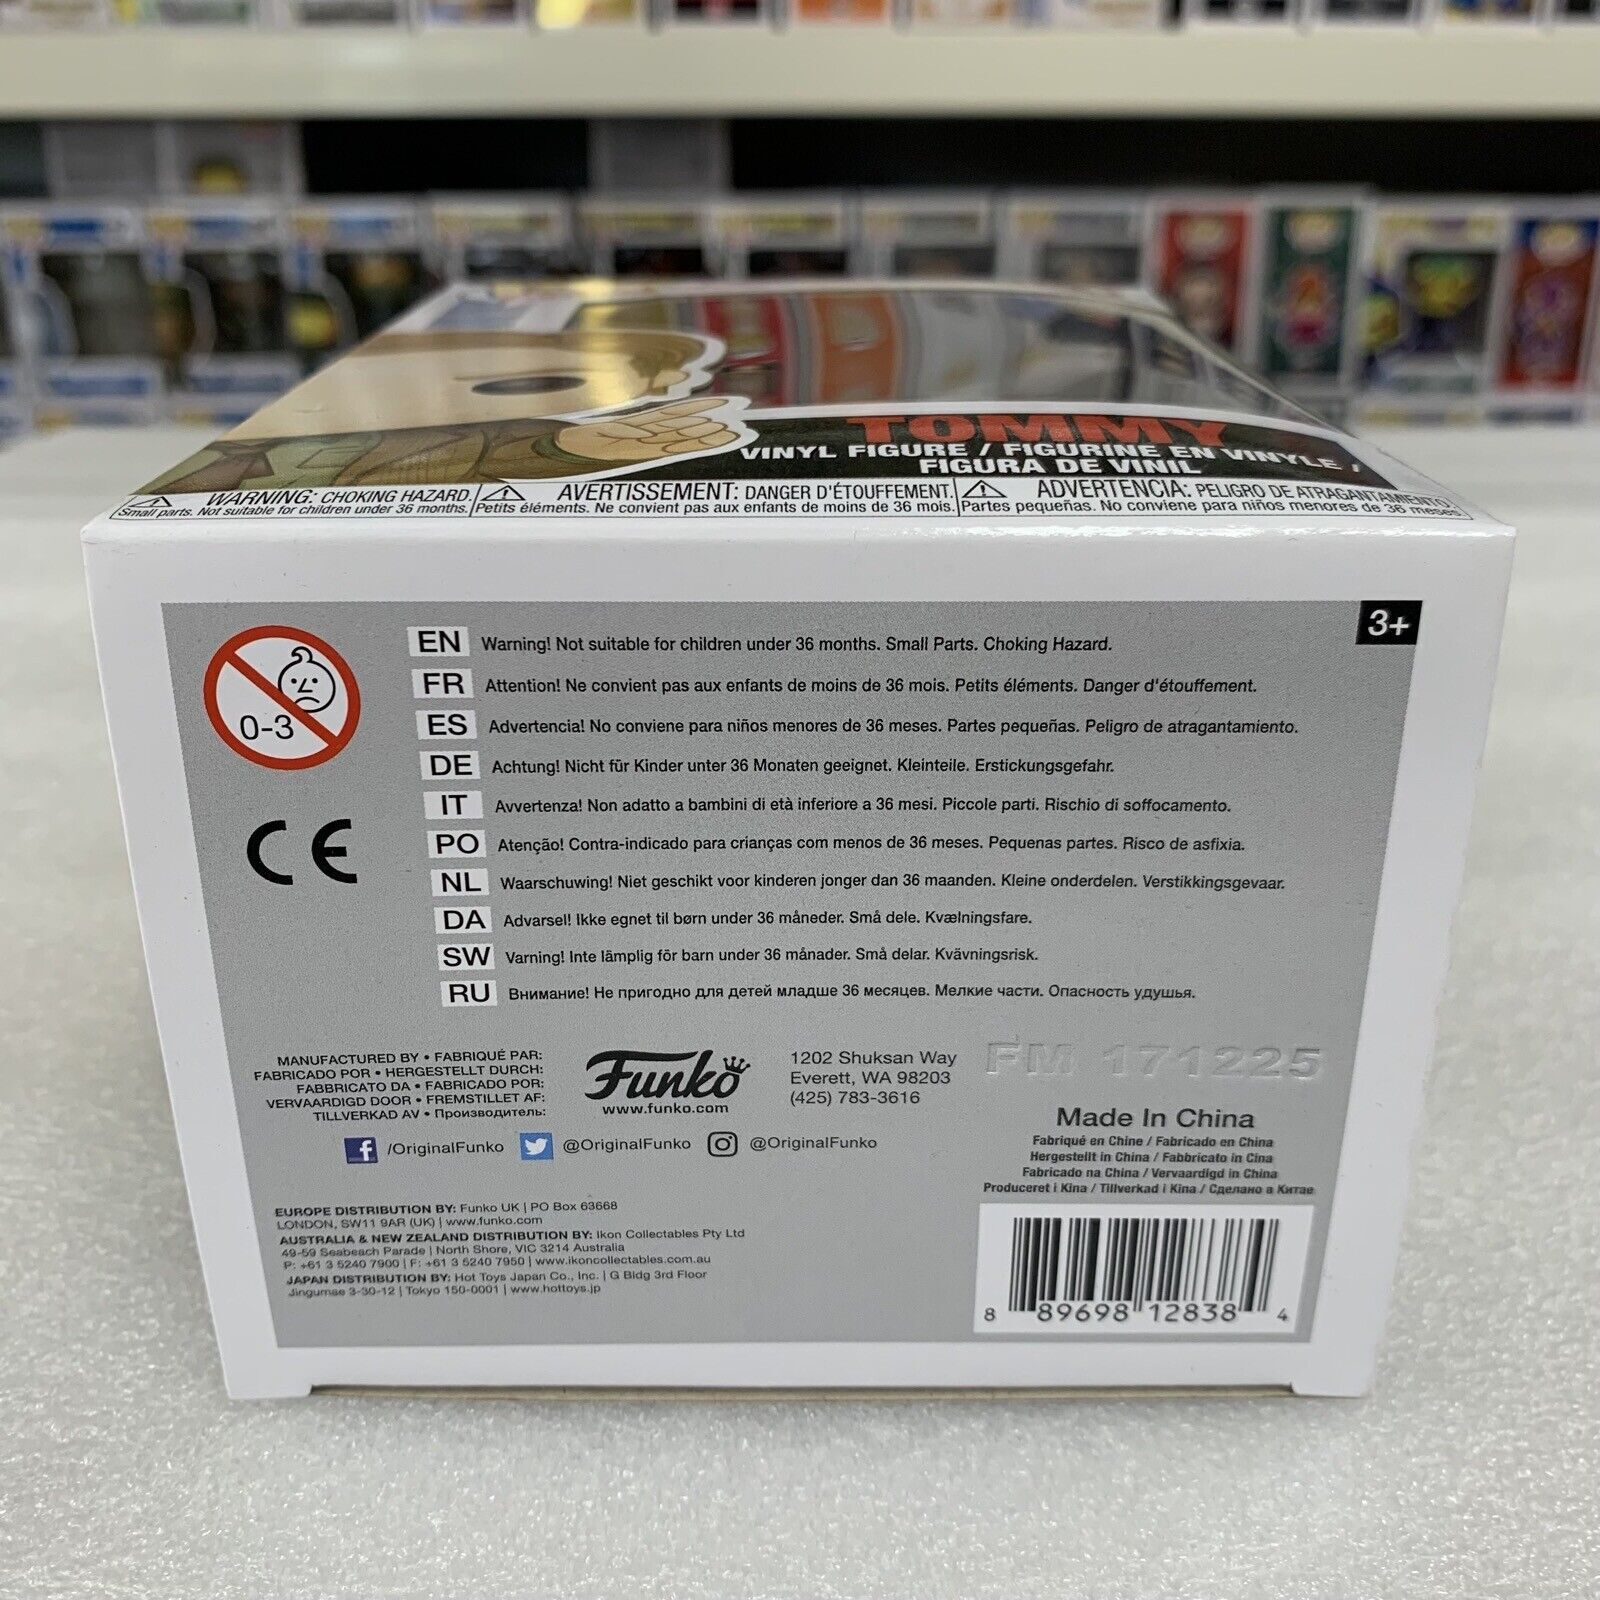 TOMMY
VINYL FIGURE / FIGURINE EN VINYLE /
FIGURA DE VINIL
WARNING: CHOKING HAZARD.
Small parts. Not suitable for children under 36 months.
AVERTISSEMENT: DANGER D'ÉTOUFFEMENT.
Petits éléments. Ne convient pas aux enfants de moins de 36 mois.
ADVERTENCIA: PELIGRO DE ATRAGANTAMIENTO.
Partes pequeñas. No conviene para niños menores de 36 meses.
3+
0-3
CE
EN Warning! Not suitable for children under 36 months. Small Parts. Choking Hazard.
FR Attention! Ne convient pas aux enfants de moins de 36 mois. Petits éléments. Danger d'étouffement.
ES Advertencia! No conviene para niños menores de 36 meses. Partes pequeñas. Peligro de atragantamiento.
DE Achtung! Nicht für Kinder unter 36 Monaten geeignet. Kleinteile. Erstickungsgefahr.
IT Avvertenza! Non adatto a bambini di età inferiore a 36 mesi. Piccole parti. Rischio di soffocamento.
PO Atenção! Contra-indicado para crianças com menos de 36 meses. Pequenas partes. Risco de asfixia.
NL Waarschuwing! Niet geschikt voor kinderen jonger dan 36 maanden. Kleine onderdelen. Verstikkingsgevaar.
DA Advarsel! Ikke egnet til børn under 36 måneder. Små dele. Kvælningsfare.
SW Varning! Inte lämplig för barn under 36 månader. Små delar. Kvävningsrisk.
RU Внимание! Не пригодно для детей младше 36 месяцев. Мелкие части. Опасность удушья.
MANUFACTURED BY • FABRIQUÉ PAR:
FABRICADO POR • HERGESTELLT DURCH:
FABBRICATO DA • FABRICADO POR:
VERVAARDIGD DOOR • FREMSTILLET AF:
TILLVERKAD AV • Производитель:
Funko
www.funko.com
1202 Shuksan Way
Everett, WA 98203
(425) 783-3616
FM 171225
/OriginalFunko @OriginalFunko @OriginalFunko
Made In China
Fabriqué en Chine / Fabricado en China
Hergestellt in China / Fabbricato in Cina
Fabricado na China / Vervaardigd in China
Produceret i Kina / Tillverkad i Kina / Сделано в Китае
EUROPE DISTRIBUTION BY: Funko UK | PO Box 63668
LONDON, SW11 9AR (UK) | www.funko.com
AUSTRALIA & NEW ZEALAND DISTRIBUTION BY: Ikon Collectables Pty Ltd
49-59 Seabeach Parade | North Shore, VIC 3214 Australia
P: +61 3 5240 7900 | F: +61 3 5240 7950 | www.ikoncollectables.com.au
JAPAN DISTRIBUTION BY: Hot Toys Japan Co., Inc. | G Bldg 3rd Floor
Jingumae 3-30-12 | Tokyo 150-0001 | www.hottoys.jp
8 89698 12838 4